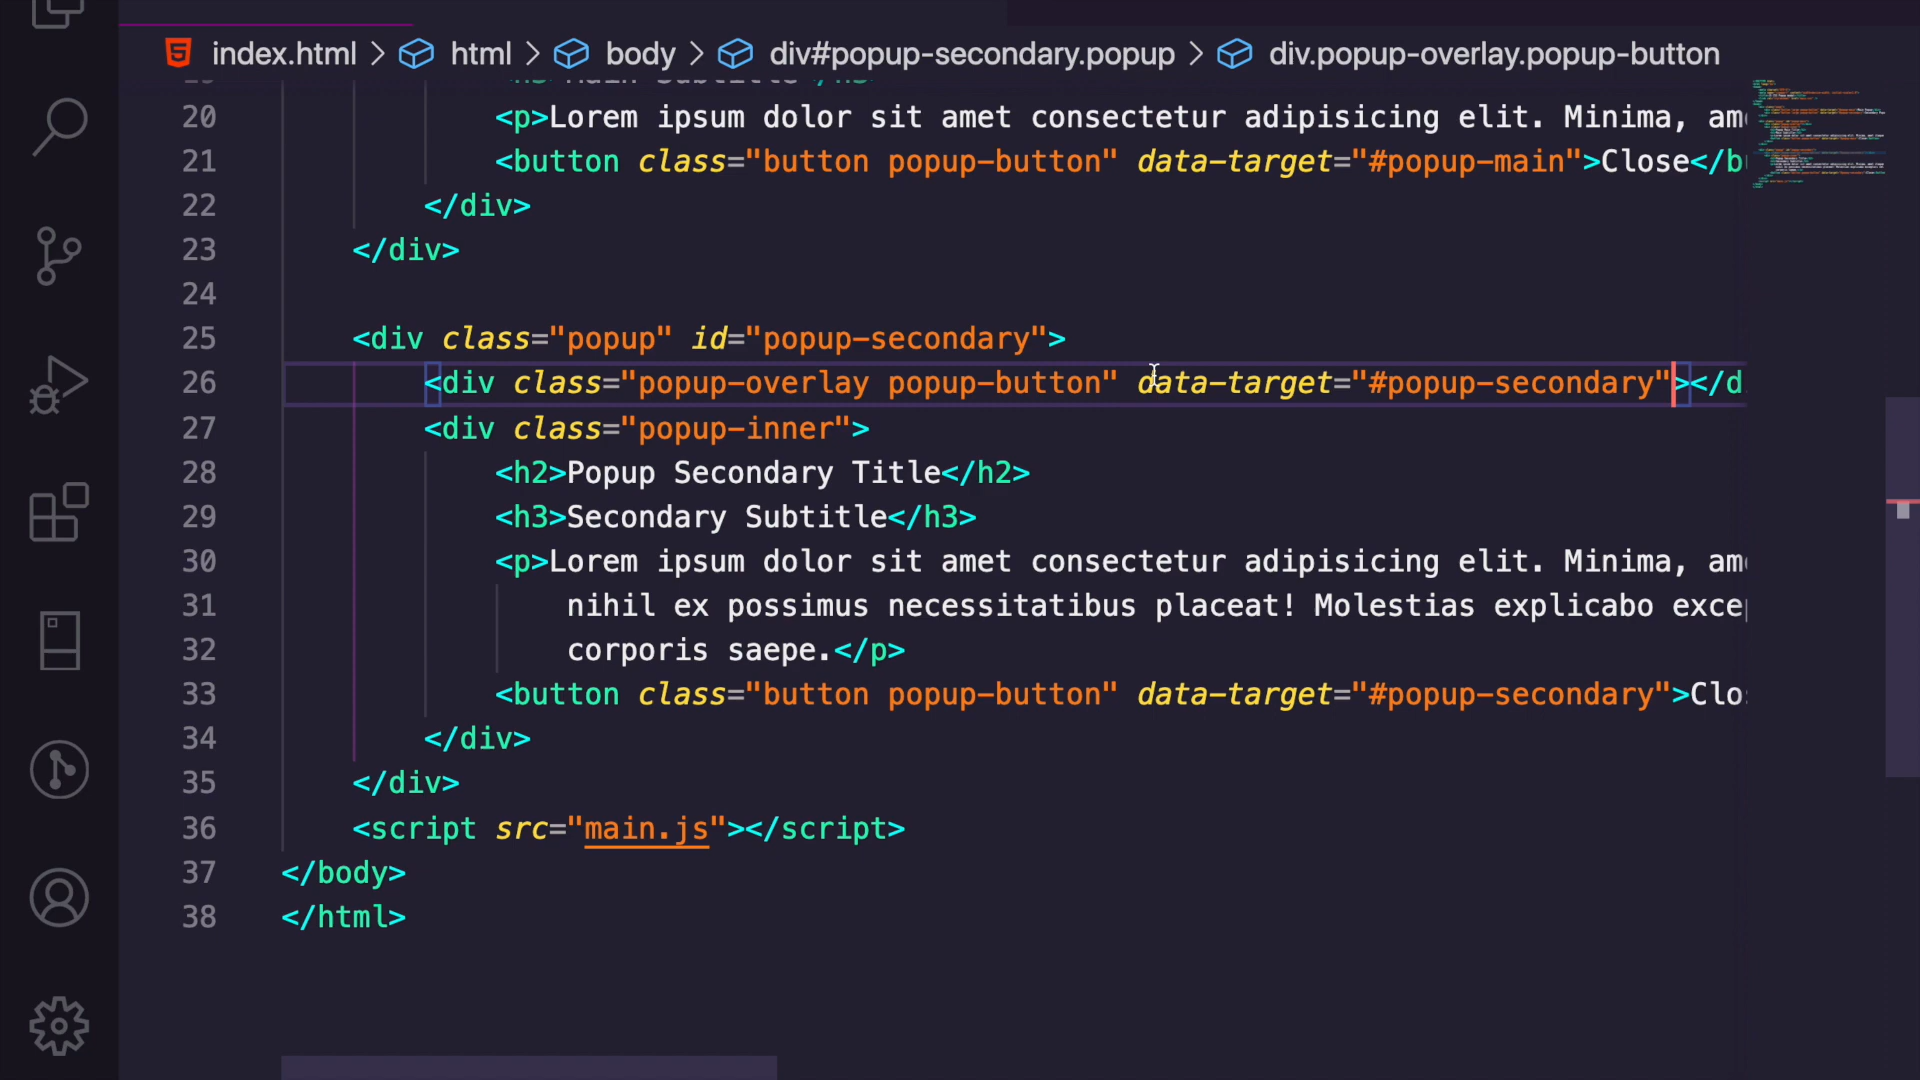 index.html > html > body > div#popup-secondary.popup > div.popup-overlay.popup-button
20 <p>Lorem ipsum dolor sit amet consectetur adipisicing elit. Minima, am
21 <button class="button popup-button" data-target="#popup-main">Close</b
22 </div>
23 </div>
24
25 <div class="popup" id="popup-secondary">
26 <div class="popup-overlay popup-button" data-target="#popup-secondary"></d
27 <div class="popup-inner">
28 <h2>Popup Secondary Title</h2>
29 <h3>Secondary Subtitle</h3>
30 <p>Lorem ipsum dolor sit amet consectetur adipisicing elit. Minima, am
31 nihil ex possimus necessitatibus placeat! Molestias explicabo exce
32 corporis saepe.</p>
33 <button class="button popup-button" data-target="#popup-secondary">Clo
34 </div>
35 </div>
36 <script src="main.js"></script>
37 </body>
38 </html>